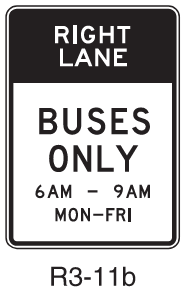 RIGHT
LANE
BUSES
ONLY
6AM – 9AM
MON–FRI
R3-11b